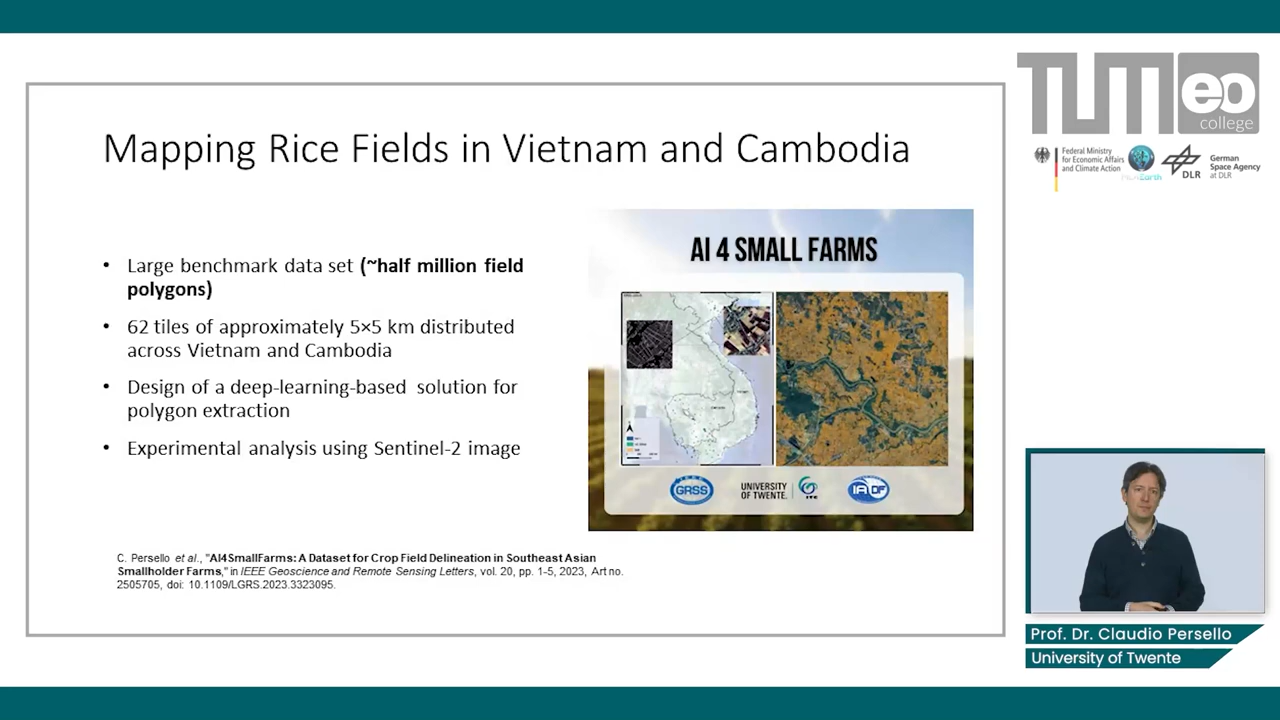 TUM eo
college
Federal Ministry
for Economic Affairs
and Climate Action
DLR
German
Space Agency
at DLR
Mapping Rice Fields in Vietnam and Cambodia
• Large benchmark data set (~half million field
polygons)
• 62 tiles of approximately 5×5 km distributed
across Vietnam and Cambodia
• Design of a deep-learning-based solution for
polygon extraction
• Experimental analysis using Sentinel-2 image
AI 4 SMALL FARMS
GRSS
UNIVERSITY
OF TWENTE.
ITC
IADF
C. Persello et al., "AI4SmallFarms: A Dataset for Crop Field Delineation in Southeast Asian
Smallholder Farms," in IEEE Geoscience and Remote Sensing Letters, vol. 20, pp. 1-5, 2023, Art no.
2505705, doi: 10.1109/LGRS.2023.3323095.
Prof. Dr. Claudio Persello
University of Twente